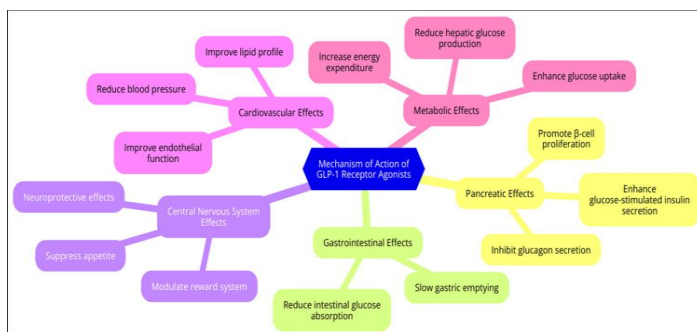 Mechanism of Action of
GLP-1 Receptor Agonists
Cardiovascular Effects
Improve lipid profile
Reduce blood pressure
Improve endothelial
function
Metabolic Effects
Increase energy
expenditure
Reduce hepatic glucose
production
Enhance glucose uptake
Pancreatic Effects
Promote β-cell
proliferation
Enhance
glucose-stimulated insulin
secretion
Inhibit glucagon secretion
Gastrointestinal Effects
Slow gastric emptying
Reduce intestinal glucose
absorption
Central Nervous System
Effects
Neuroprotective effects
Suppress appetite
Modulate reward system